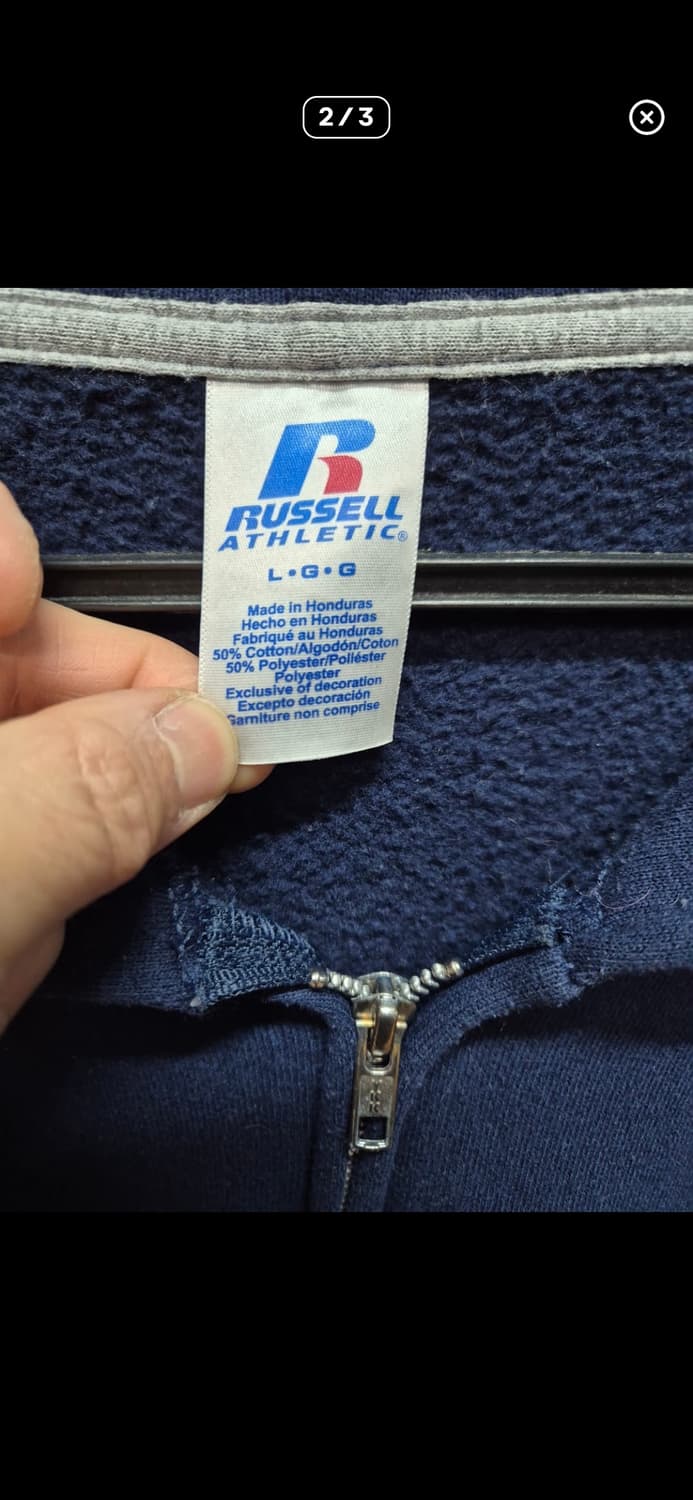 2/3
RUSSELL
ATHLETIC®
L•G•G
Made in Honduras
Hecho en Honduras
Fabriqué au Honduras
50% Cotton/Algodón/Coton
50% Polyester/Poliéster
Polyester
Exclusive of decoration
Excepto decoración
Garniture non comprise